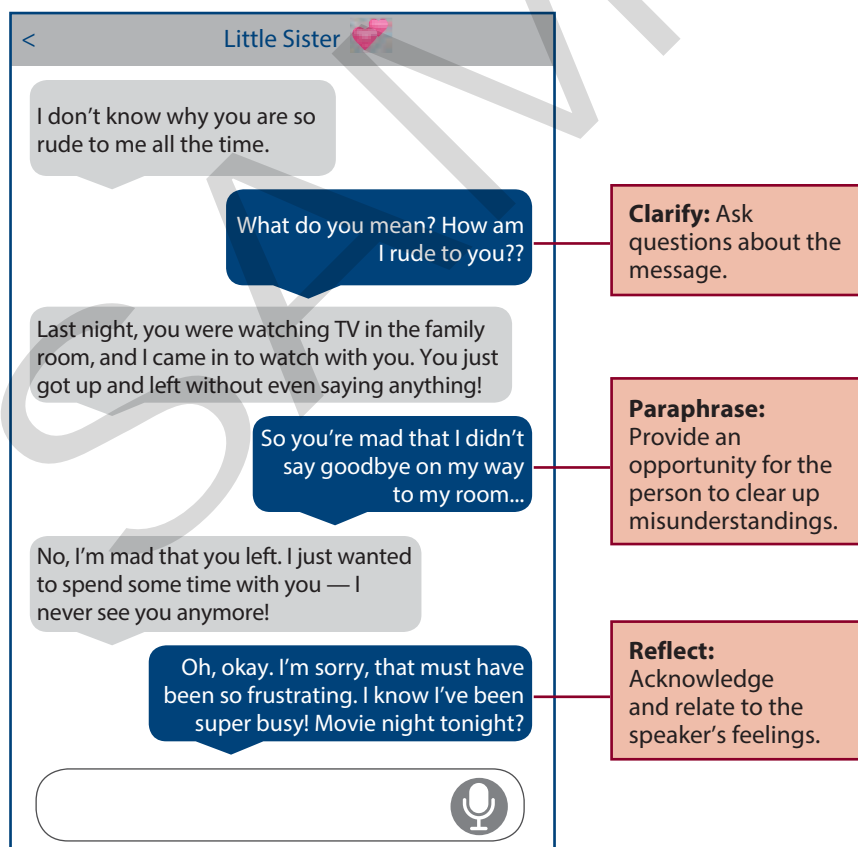 <
Little Sister
I don't know why you are so
rude to me all the time.
What do you mean? How am
I rude to you??
Clarify: Ask
questions about the
message.
Last night, you were watching TV in the family
room, and I came in to watch with you. You just
got up and left without even saying anything!
So you're mad that I didn't
say goodbye on my way
to my room...
Paraphrase:
Provide an
opportunity for the
person to clear up
misunderstandings.
No, I'm mad that you left. I just wanted
to spend some time with you — I
never see you anymore!
Oh, okay. I'm sorry, that must have
been so frustrating. I know I've been
super busy! Movie night tonight?
Reflect:
Acknowledge
and relate to the
speaker's feelings.